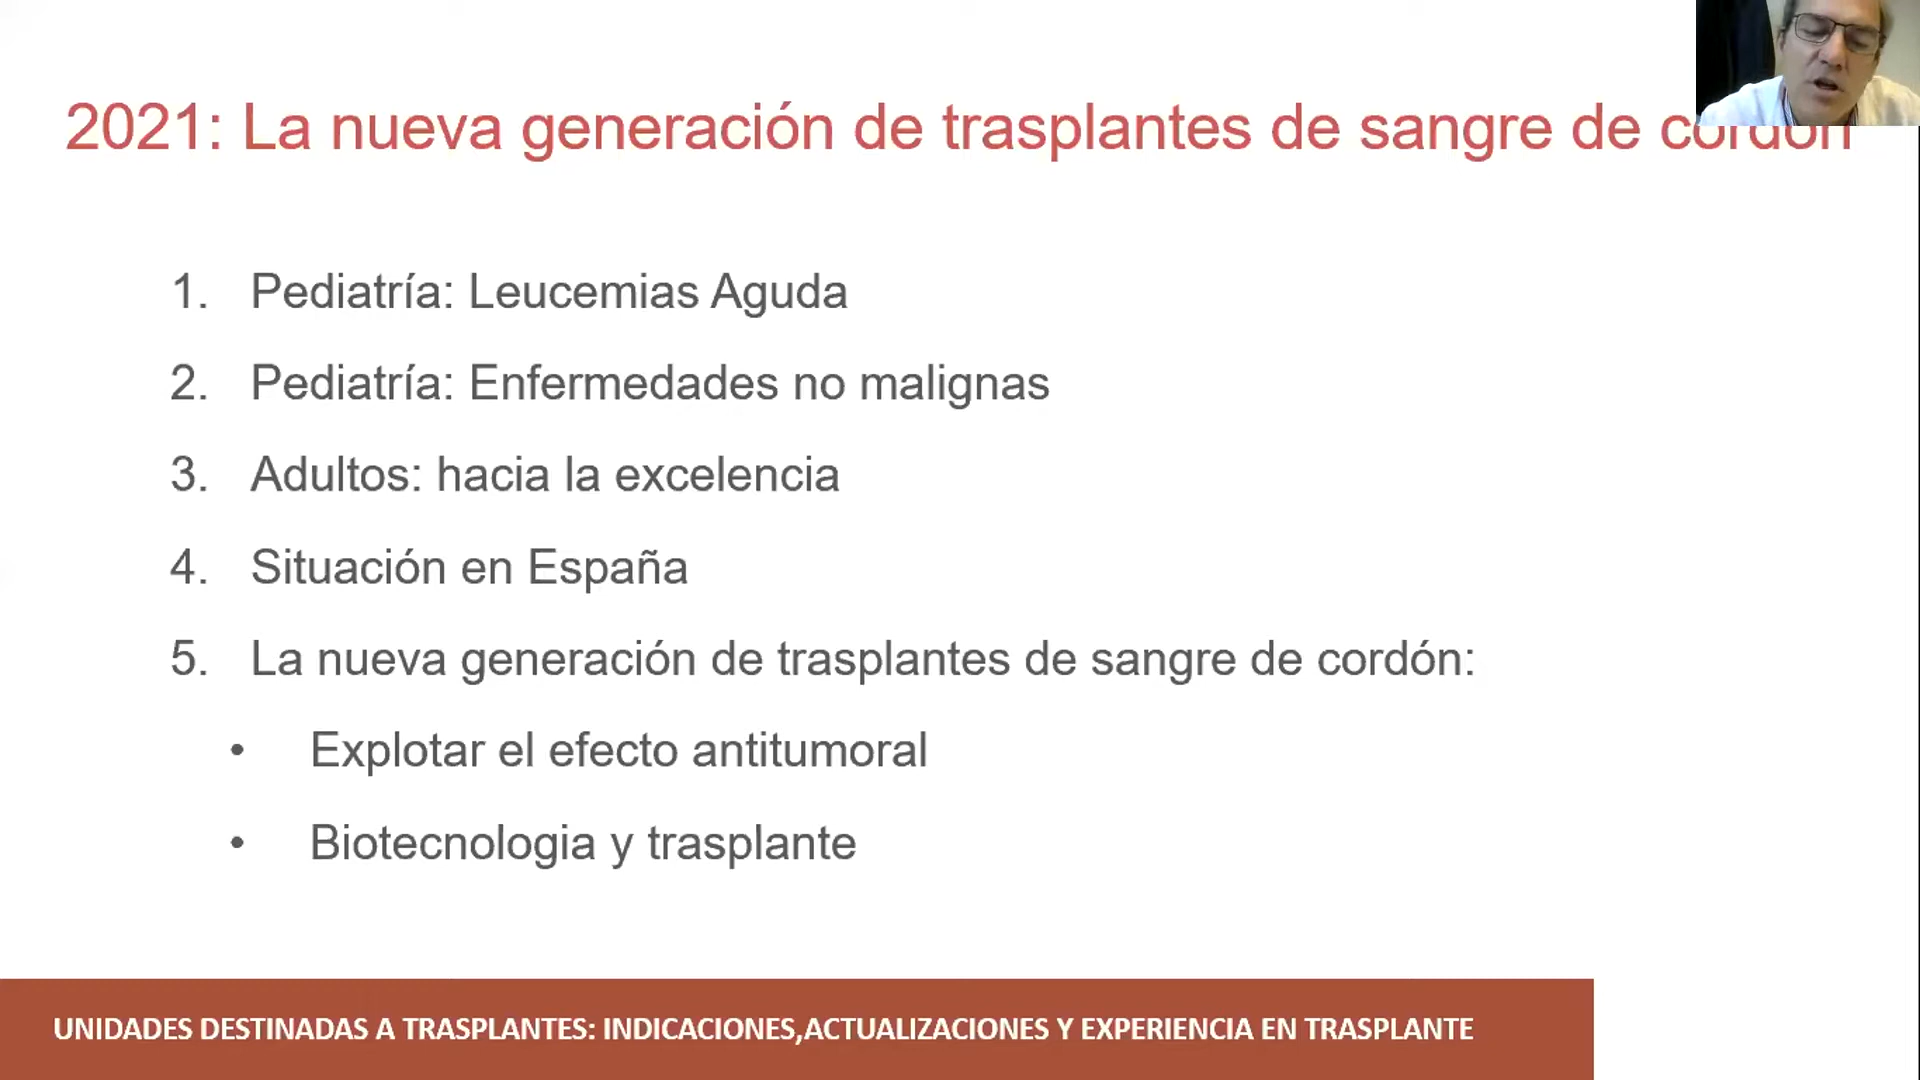 2021: La nueva generación de trasplantes de sangre de cordón
1. Pediatría: Leucemias Aguda
2. Pediatría: Enfermedades no malignas
3. Adultos: hacia la excelencia
4. Situación en España
5. La nueva generación de trasplantes de sangre de cordón:
• Explotar el efecto antitumoral
• Biotecnologia y trasplante
UNIDADES DESTINADAS A TRASPLANTES: INDICACIONES,ACTUALIZACIONES Y EXPERIENCIA EN TRASPLANTE